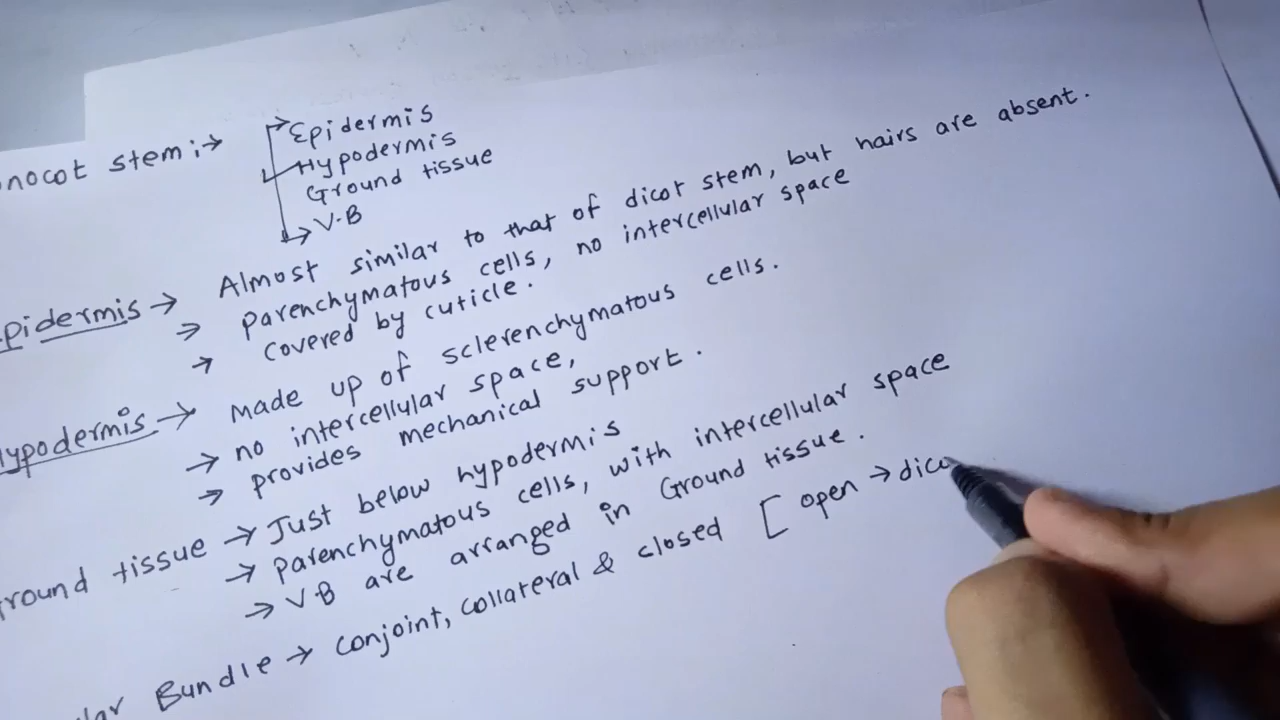 nocot stem :→
→ Epidermis
Hypodermis
Ground tissue
→ V.B
pidermis → Almost similar to that of dicot stem, but hairs are absent.
→ parenchymatous cells, no intercellular space
→ covered by cuticle.
Hypodermis → Made up of sclerenchymatous cells.
→ no intercellular space,
→ provides mechanical support.
round tissue → Just below hypodermis
→ parenchymatous cells, with intercellular space
→ VB are arranged in Ground tissue.
lar Bundle → conjoint, collateral & closed [ open → dico